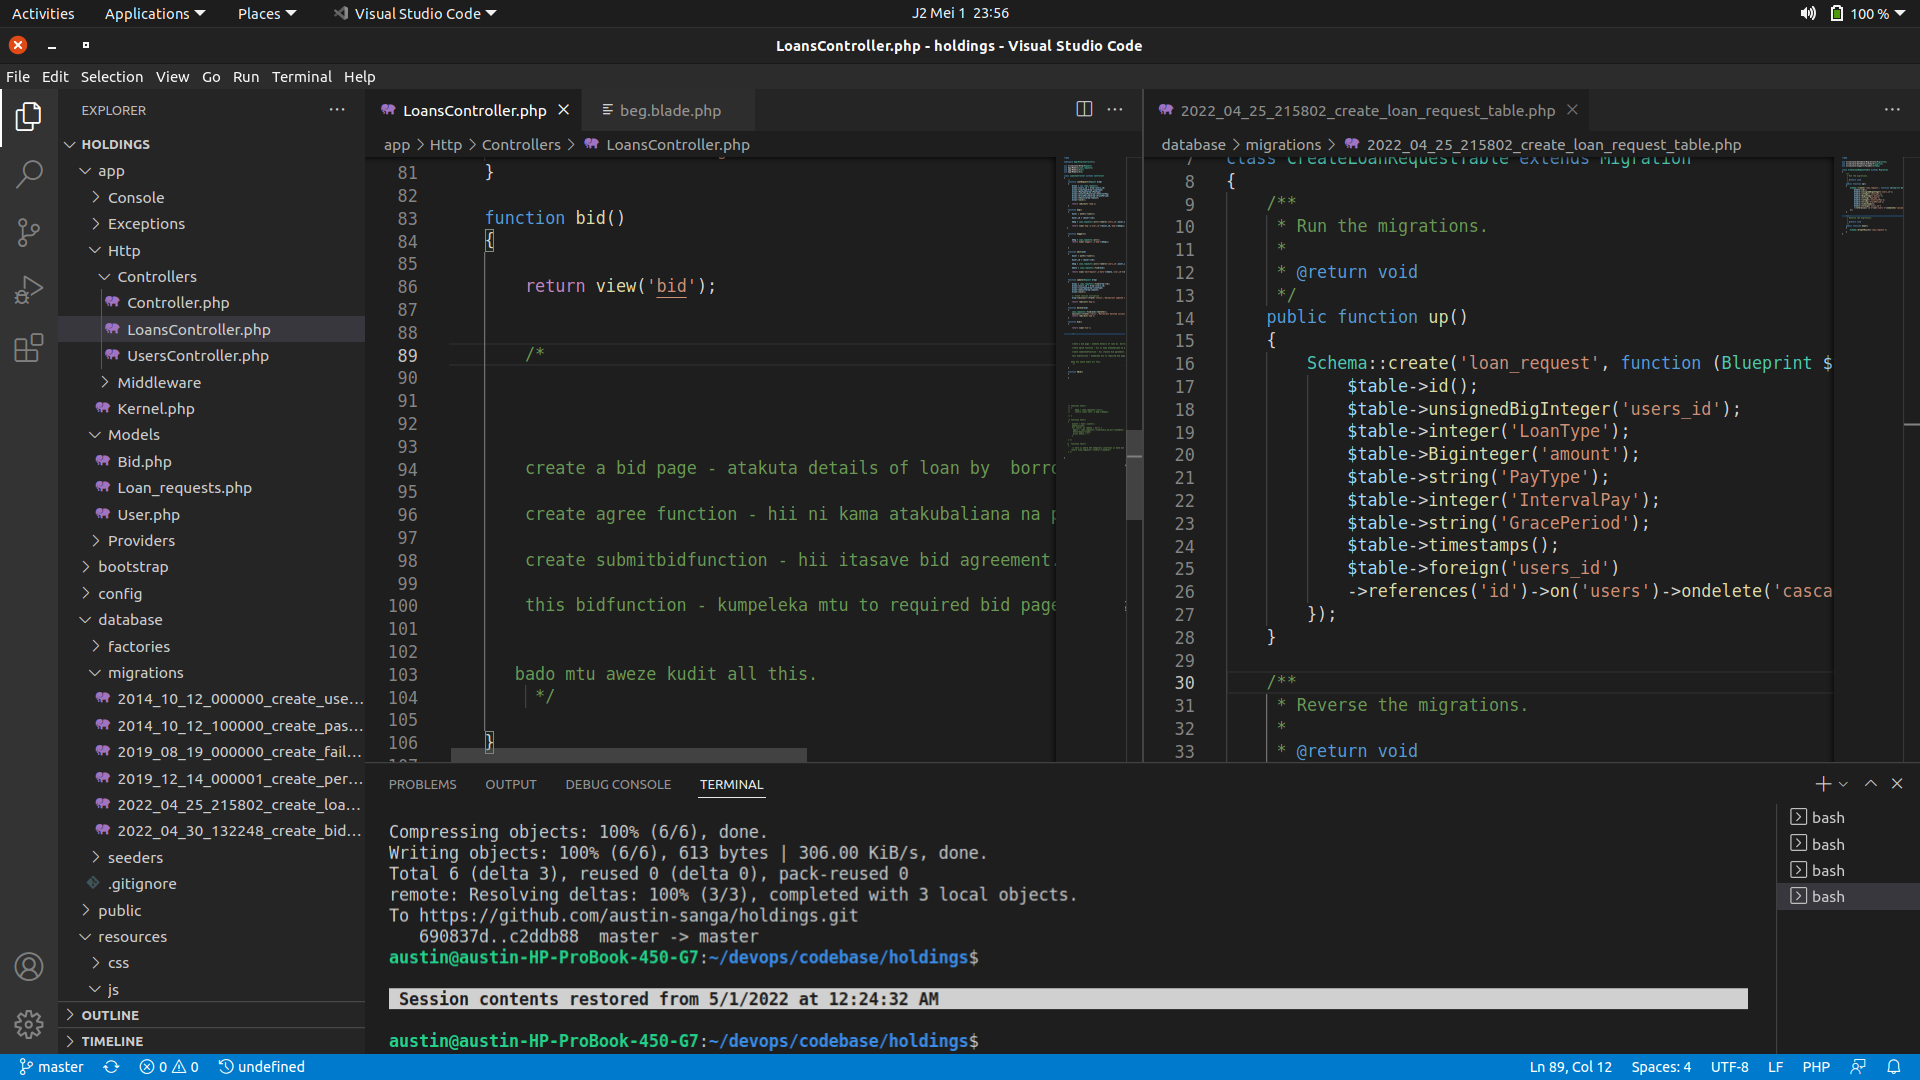 Activities Applications Places Visual Studio Code J2 Mei 1 23:56 100 %
LoansController.php - holdings - Visual Studio Code
File Edit Selection View Go Run Terminal Help
EXPLORER
HOLDINGS
app
Console
Exceptions
Http
Controllers
Controller.php
LoansController.php
UsersController.php
Middleware
Kernel.php
Models
Bid.php
Loan_requests.php
User.php
Providers
bootstrap
config
database
factories
migrations
2014_10_12_000000_create_use...
2014_10_12_100000_create_pas...
2019_08_19_000000_create_fail...
2019_12_14_000001_create_per...
2022_04_25_215802_create_loa...
2022_04_30_132248_create_bid...
seeders
.gitignore
public
resources
css
js
OUTLINE
TIMELINE
LoansController.php beg.blade.php
app > Http > Controllers > LoansController.php
81 }
82
83 function bid()
84 {
85
86 return view('bid');
87
88
89 /*
90
91
92
93
94 create a bid page - atakuta details of loan by borro
95
96 create agree function - hii ni kama atakubaliana na p
97
98 create submitbidfunction - hii itasave bid agreement.
99
100 this bidfunction - kumpeleka mtu to required bid page
101
102
103 bado mtu aweze kudit all this.
104 */
105
106 }
2022_04_25_215802_create_loan_request_table.php
database > migrations > 2022_04_25_215802_create_loan_request_table.php
7 class CreateLoanRequestTable extends Migration
8 {
9 /**
10 * Run the migrations.
11 *
12 * @return void
13 */
14 public function up()
15 {
16 Schema::create('loan_request', function (Blueprint $
17 $table->id();
18 $table->unsignedBigInteger('users_id');
19 $table->integer('LoanType');
20 $table->Biginteger('amount');
21 $table->string('PayType');
22 $table->integer('IntervalPay');
23 $table->string('GracePeriod');
24 $table->timestamps();
25 $table->foreign('users_id')
26 ->references('id')->on('users')->ondelete('casca
27 });
28 }
29
30 /**
31 * Reverse the migrations.
32 *
33 * @return void
PROBLEMS OUTPUT DEBUG CONSOLE TERMINAL
Compressing objects: 100% (6/6), done.
Writing objects: 100% (6/6), 613 bytes | 306.00 KiB/s, done.
Total 6 (delta 3), reused 0 (delta 0), pack-reused 0
remote: Resolving deltas: 100% (3/3), completed with 3 local objects.
To https://github.com/austin-sanga/holdings.git
690837d..c2ddb88 master -> master
austin@austin-HP-ProBook-450-G7:~/devops/codebase/holdings$
Session contents restored from 5/1/2022 at 12:24:32 AM
austin@austin-HP-ProBook-450-G7:~/devops/codebase/holdings$
bash
bash
bash
bash
master 0 0 undefined Ln 89, Col 12 Spaces: 4 UTF-8 LF PHP